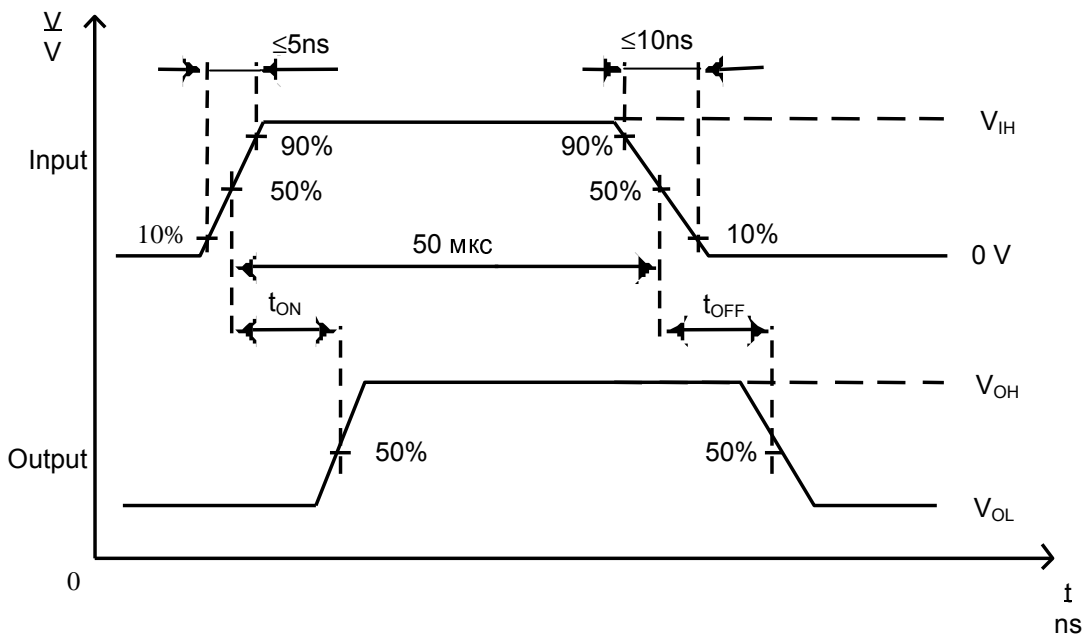 V
V
≤5ns
≤10ns
V_IH
Input
90%
90%
50%
50%
10%
10%
50 мкс
0 V
t_ON
t_OFF
V_OH
Output
50%
50%
V_OL
0
t
ns